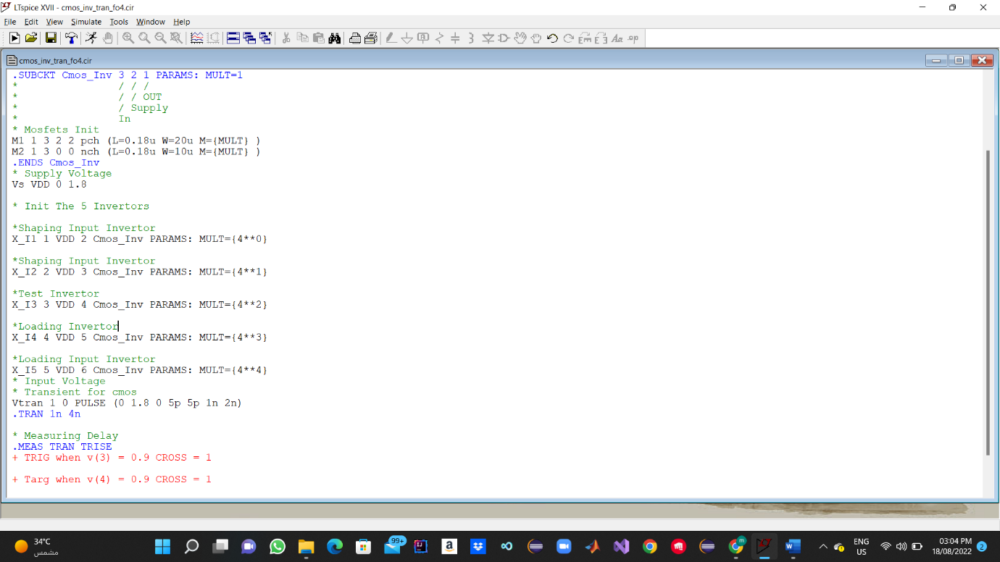 LTspice XVII - cmos_inv_tran_fo4.cir
File Edit View Simulate Tools Window Help
cmos_inv_tran_fo4.cir
.SUBCKT Cmos_Inv 3 2 1 PARAMS: MULT=1
* / / /
* / / OUT
* / Supply
* In
* Mosfets Init
M1 1 3 2 2 pch (L=0.18u W=20u M={MULT} )
M2 1 3 0 0 nch (L=0.18u W=10u M={MULT} )
.ENDS Cmos_Inv
* Supply Voltage
Vs VDD 0 1.8
* Init The 5 Invertors
*Shaping Input Invertor
X_I1 1 VDD 2 Cmos_Inv PARAMS: MULT={4**0}
*Shaping Input Invertor
X_I2 2 VDD 3 Cmos_Inv PARAMS: MULT={4**1}
*Test Invertor
X_I3 3 VDD 4 Cmos_Inv PARAMS: MULT={4**2}
*Loading Invertor
X_I4 4 VDD 5 Cmos_Inv PARAMS: MULT={4**3}
*Loading Input Invertor
X_I5 5 VDD 6 Cmos_Inv PARAMS: MULT={4**4}
* Input Voltage
* Transient for cmos
Vtran 1 0 PULSE (0 1.8 0 5p 5p 1n 2n)
.TRAN 1n 4n
* Measuring Delay
.MEAS TRAN TRISE
+ TRIG when v(3) = 0.9 CROSS = 1
+ Targ when v(4) = 0.9 CROSS = 1
34°C
مشمس
99+
ENG
US
03:04 PM
18/08/2022
2